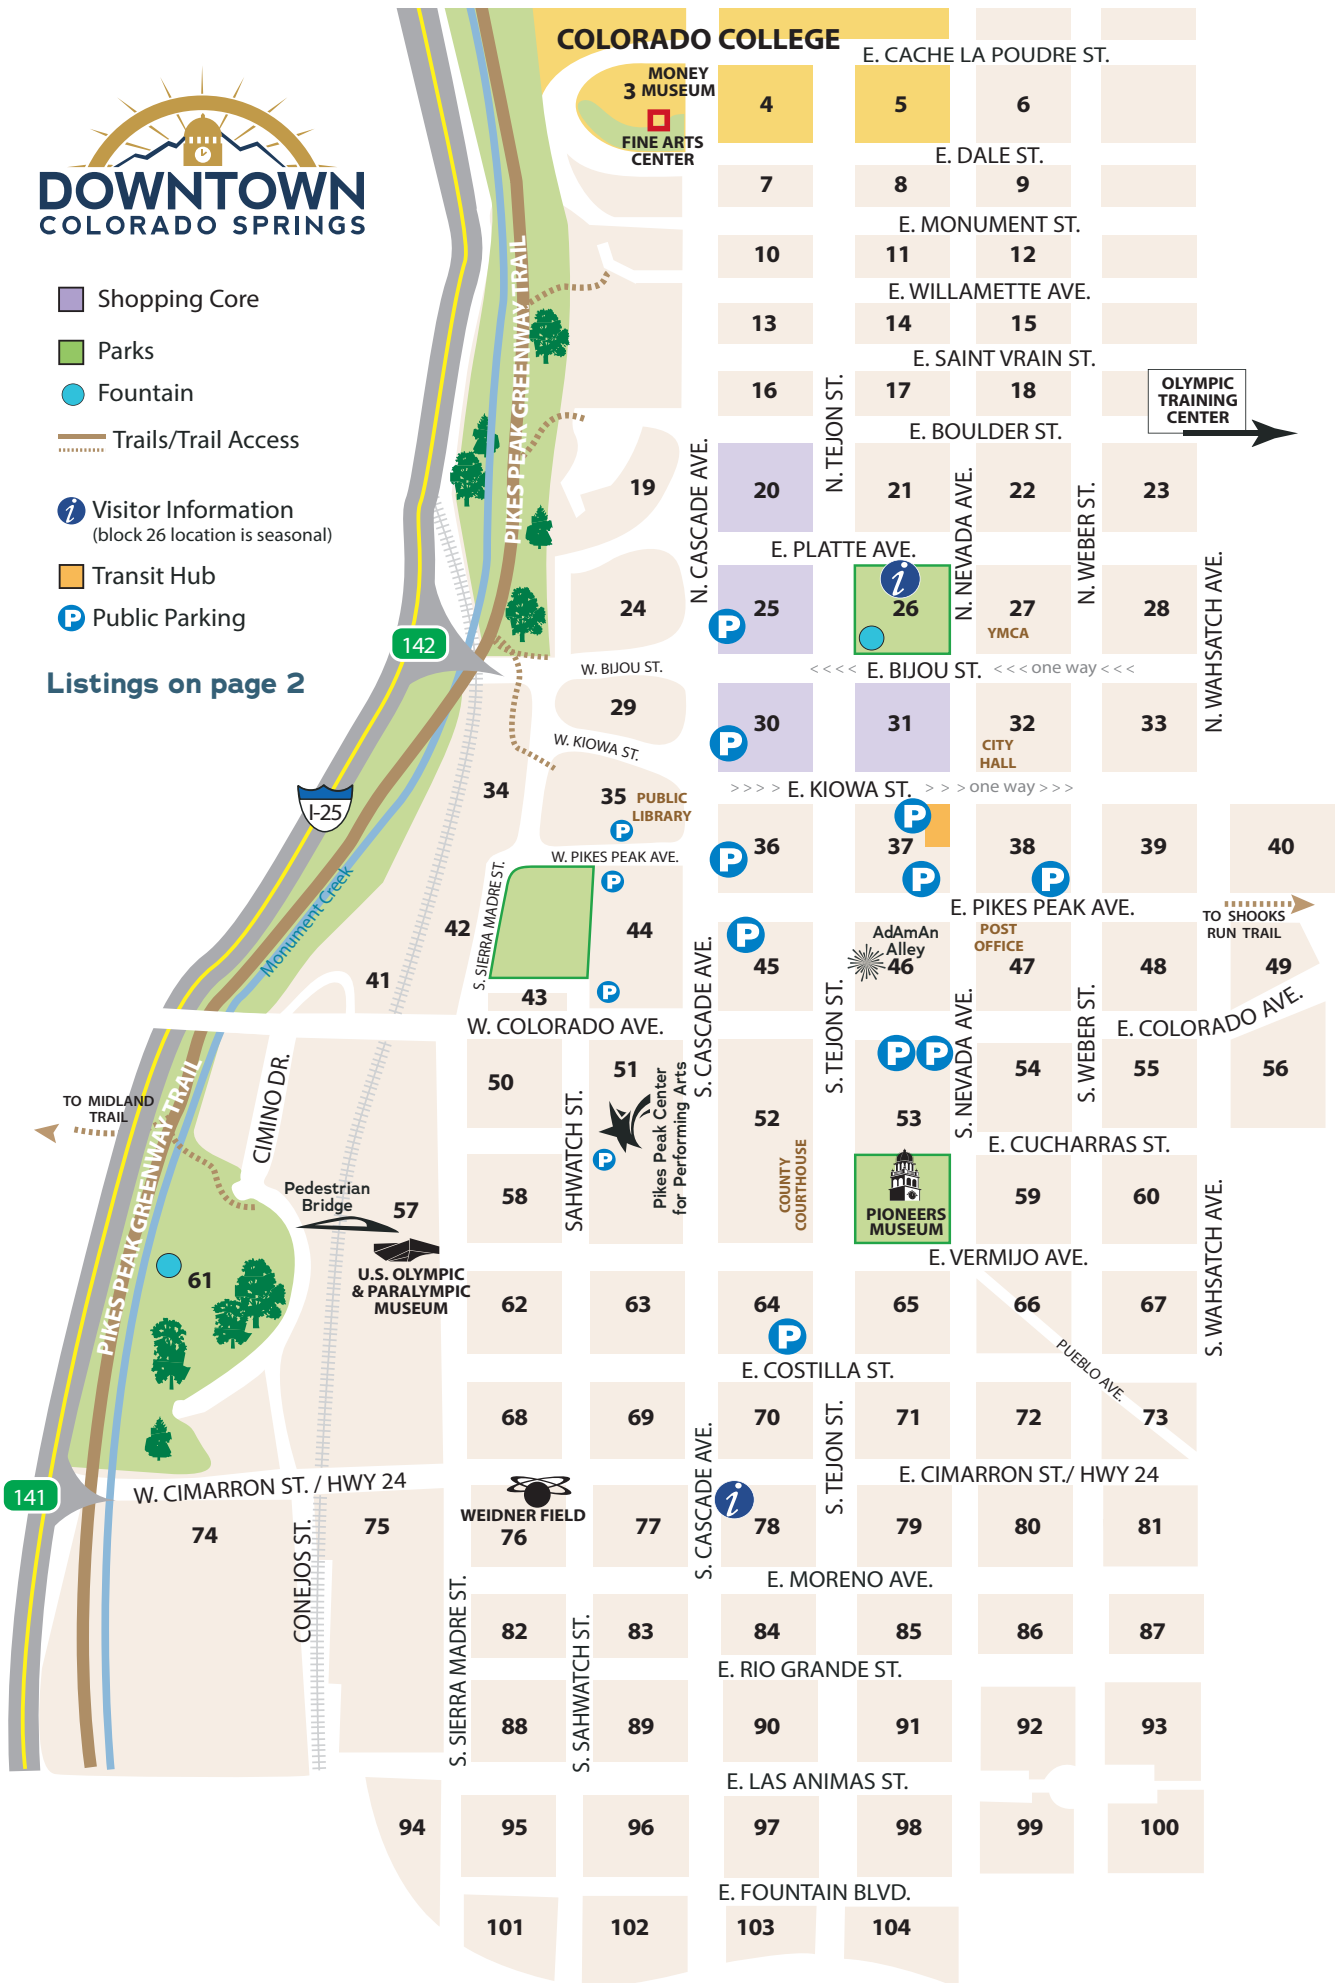 COLORADO COLLEGE
E. CACHE LA POUDRE ST.
MONEY
3 MUSEUM
4
5
6
FINE ARTS
CENTER
E. DALE ST.
DOWNTOWN
COLORADO SPRINGS
7
8
9
E. MONUMENT ST.
10
11
12
E. WILLAMETTE AVE.
Shopping Core
Parks
Fountain
Trails/Trail Access
Visitor Information
(block 26 location is seasonal)
Transit Hub
P Public Parking
Listings on page 2
PIKES PEAK GREENWAY TRAIL
13
14
15
E. SAINT VRAIN ST.
16
17
18
OLYMPIC
TRAINING
CENTER
N. TEJON ST.
E. BOULDER ST.
N. CASCADE AVE.
N. NEVADA AVE.
N. WEBER ST.
N. WAHSATCH AVE.
19
20
21
22
23
E. PLATTE AVE.
i
24
P
25
26
27
YMCA
28
142
W. BIJOU ST.
<<<< E. BIJOU ST. <<< one way <<<
29
P
30
31
32
CITY
HALL
33
W. KIOWA ST.
>>>> E. KIOWA ST. >>> one way >>>
I-25
34
35
PUBLIC
LIBRARY
P
P
36
P
37
P
38
P
39
40
W. PIKES PEAK AVE.
E. PIKES PEAK AVE.
TO SHOOKS
RUN TRAIL
Monument Creek
S. SIERRA MADRE ST.
P
41
42
43
44
P
P
45
AdAmAn
Alley
46
POST
OFFICE
47
48
49
S. CASCADE AVE.
S. TEJON ST.
S. NEVADA AVE.
S. WEBER ST.
W. COLORADO AVE.
E. COLORADO AVE.
PIKES PEAK GREENWAY TRAIL
TO MIDLAND
TRAIL
CIMINO DR.
50
SAHWATCH ST.
51
Pikes Peak Center
for Performing Arts
P
52
COUNTY
COURTHOUSE
P
P
53
54
55
56
E. CUCHARRAS ST.
Pedestrian
Bridge
57
58
PIONEERS
MUSEUM
59
60
S. WAHSATCH AVE.
E. VERMIJO AVE.
U.S. OLYMPIC
& PARALYMPIC
MUSEUM
61
62
63
64
P
65
66
67
PUEBLO AVE.
E. COSTILLA ST.
68
69
70
71
72
73
S. CASCADE AVE.
S. TEJON ST.
141
W. CIMARRON ST. / HWY 24
E. CIMARRON ST./ HWY 24
74
CONEJOS ST.
75
WEIDNER FIELD
76
77
i
78
79
80
81
E. MORENO AVE.
S. SIERRA MADRE ST.
S. SAHWATCH ST.
82
83
84
85
86
87
E. RIO GRANDE ST.
88
89
90
91
92
93
E. LAS ANIMAS ST.
94
95
96
97
98
99
100
E. FOUNTAIN BLVD.
101
102
103
104